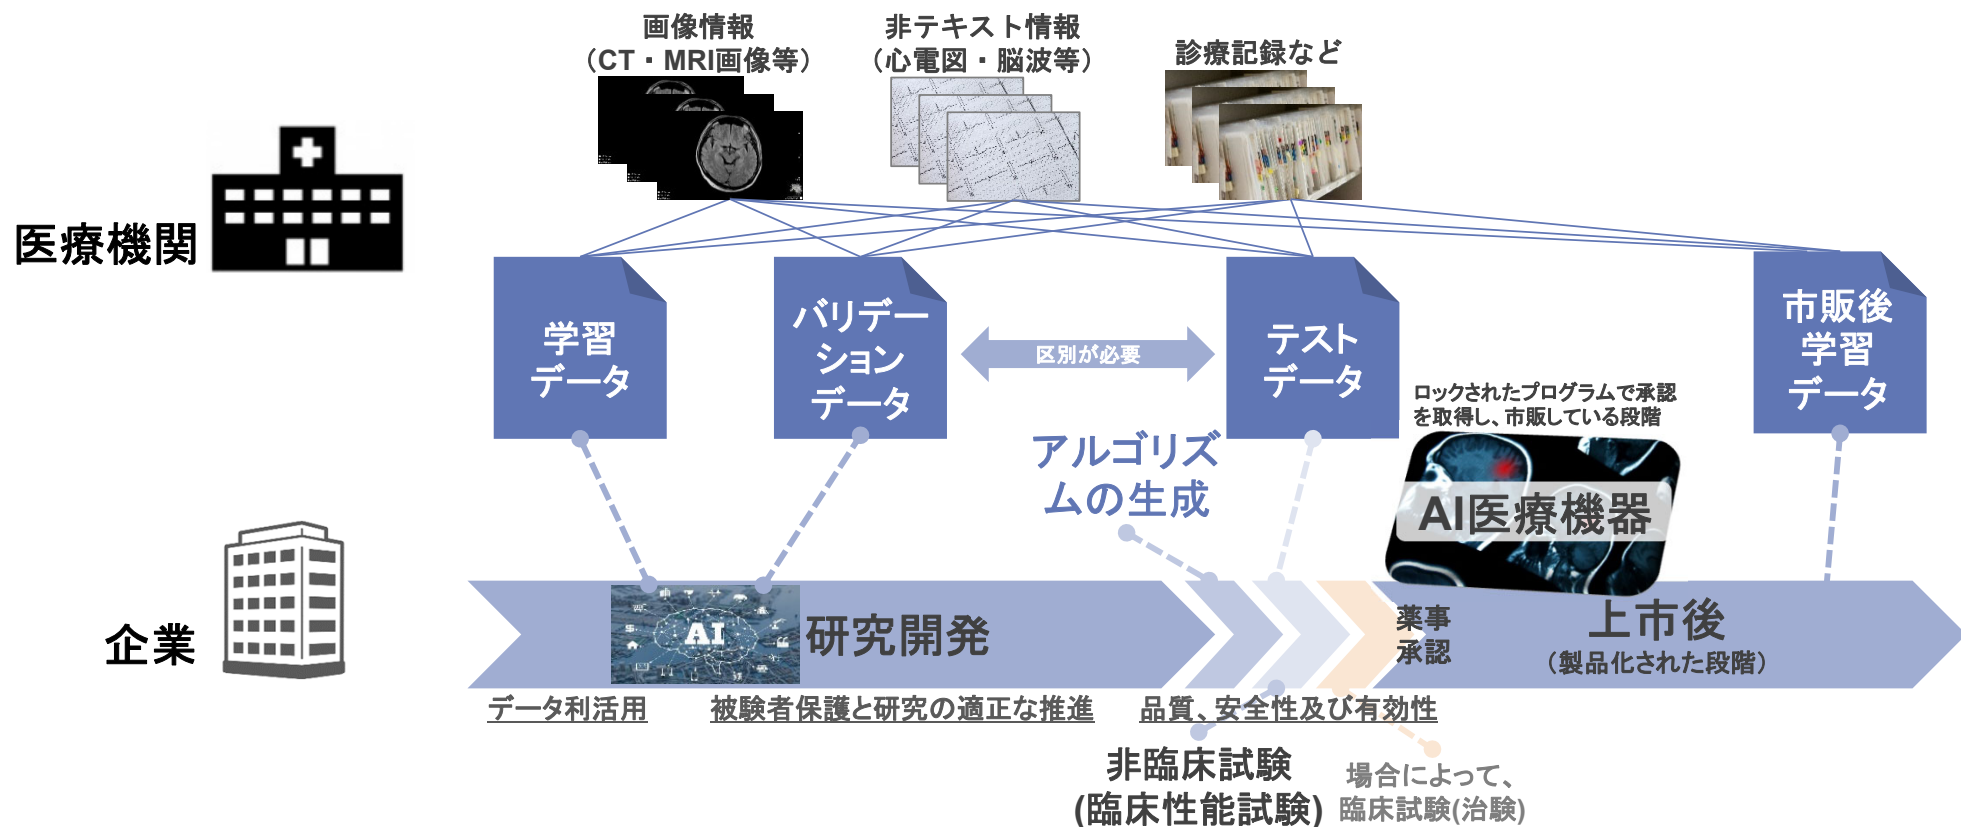 画像情報
（CT・MRI画像等）
非テキスト情報
（心電図・脳波等）
診療記録など
医療機関
学習
データ
バリデー
ション
データ
区別が必要
テスト
データ
市販後
学習
データ
ロックされたプログラムで承認
を取得し、市販している段階
アルゴリズ
ムの生成
AI医療機器
企業
AI
研究開発
薬事
承認
上市後
（製品化された段階）
データ利活用
被験者保護と研究の適正な推進
品質、安全性及び有効性
非臨床試験
(臨床性能試験)
場合によって、
臨床試験(治験)